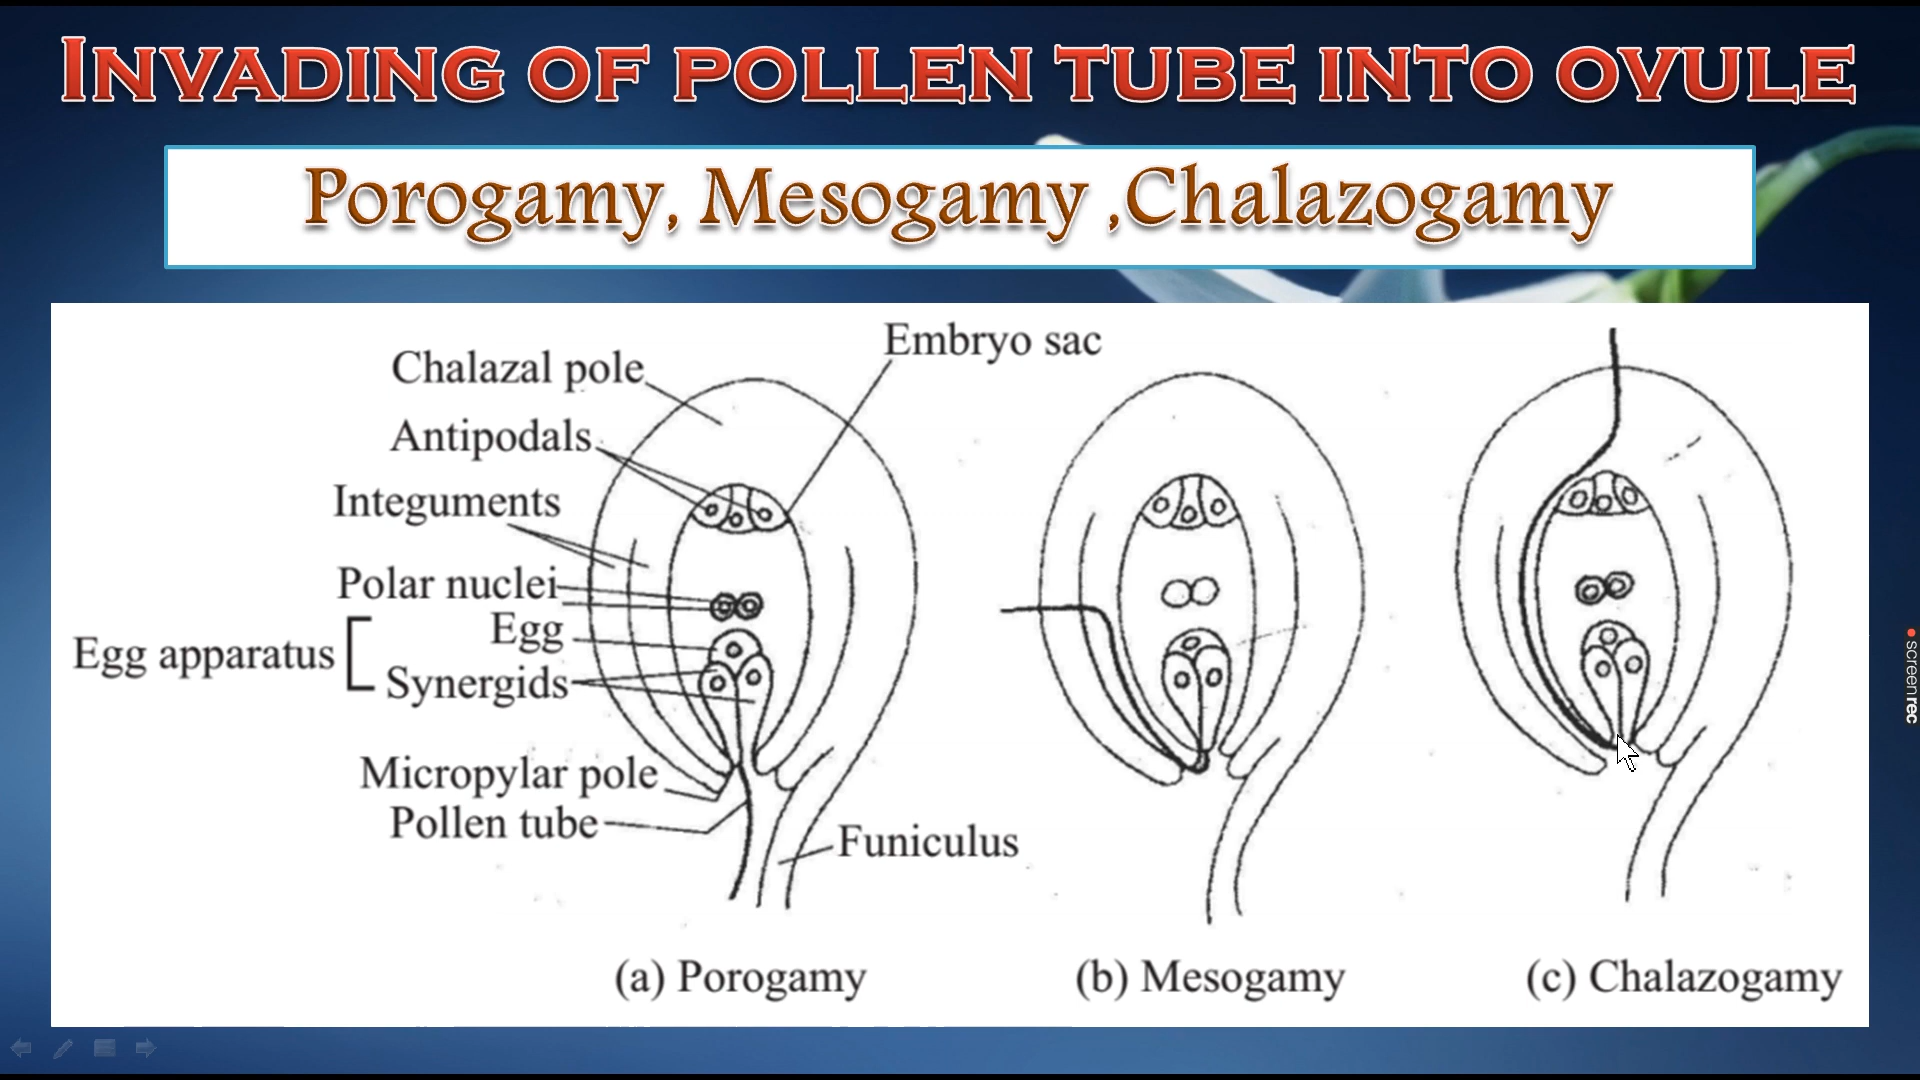 INVADING OF POLLEN TUBE INTO OVULE
Porogamy, Mesogamy ,Chalazogamy
Embryo sac
Chalazal pole
Antipodals
Integuments
Polar nuclei
Egg
Egg apparatus
Synergids
Micropylar pole
Pollen tube
Funiculus
(a) Porogamy
(b) Mesogamy
(c) Chalazogamy
screenrec